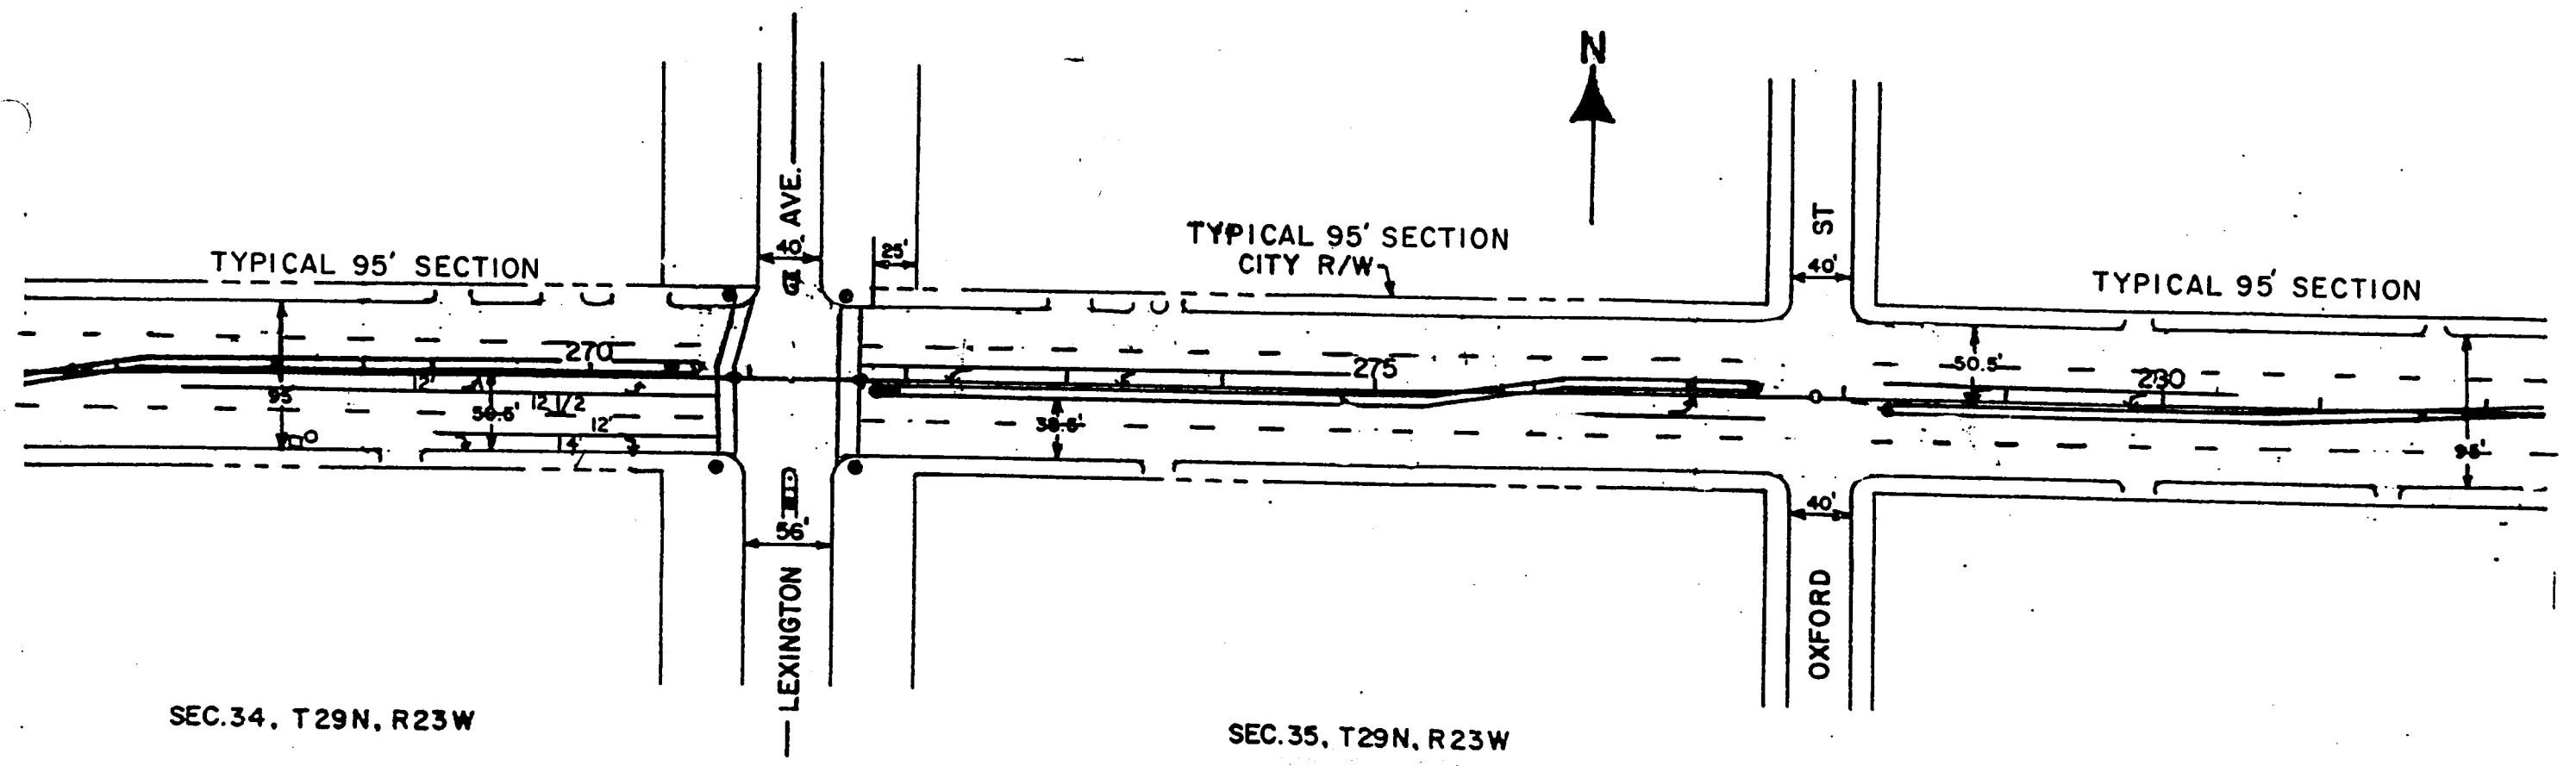 N
TYPICAL 95' SECTION
AVE.
40'
25'
TYPICAL 95' SECTION
CITY R/W
ST
40'
TYPICAL 95' SECTION
270
12'
95'
50.5'
12 1/2
12'
14'
38.5'
275
50.5'
280
95'
56'
40'
LEXINGTON
OXFORD
SEC.34, T29N, R23W
SEC.35, T29N, R23W